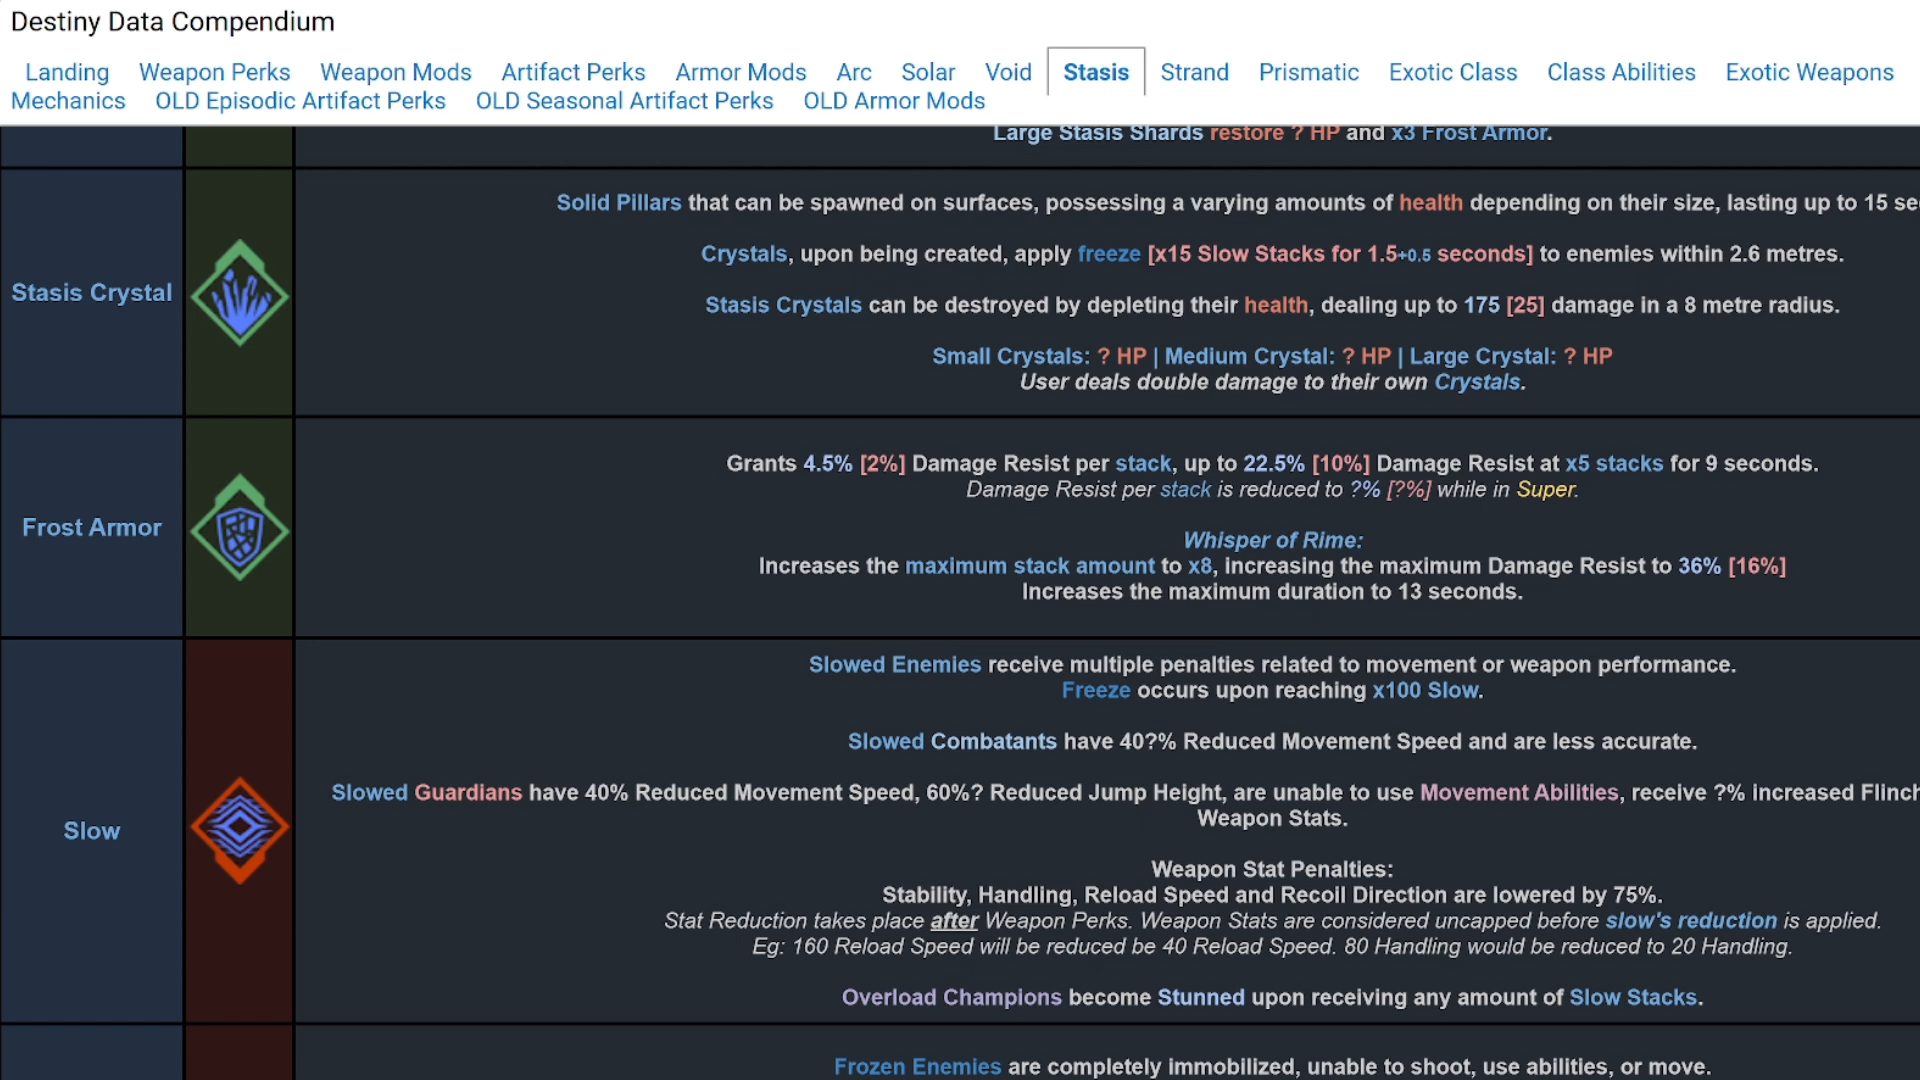 Destiny Data Compendium
Landing Weapon Perks Weapon Mods Artifact Perks Armor Mods Arc Solar Void Stasis Strand Prismatic Exotic Class Class Abilities Exotic Weapons
Mechanics OLD Episodic Artifact Perks OLD Seasonal Artifact Perks OLD Armor Mods
Large Stasis Shards restore ? HP and x3 Frost Armor.
Stasis Crystal
Solid Pillars that can be spawned on surfaces, possessing a varying amounts of health depending on their size, lasting up to 15 se
Crystals, upon being created, apply freeze [x15 Slow Stacks for 1.5+0.5 seconds] to enemies within 2.6 metres.
Stasis Crystals can be destroyed by depleting their health, dealing up to 175 [25] damage in a 8 metre radius.
Small Crystals: ? HP | Medium Crystal: ? HP | Large Crystal: ? HP
User deals double damage to their own Crystals.
Frost Armor
Grants 4.5% [2%] Damage Resist per stack, up to 22.5% [10%] Damage Resist at x5 stacks for 9 seconds.
Damage Resist per stack is reduced to ?% [?%] while in Super.
Whisper of Rime:
Increases the maximum stack amount to x8, increasing the maximum Damage Resist to 36% [16%]
Increases the maximum duration to 13 seconds.
Slow
Slowed Enemies receive multiple penalties related to movement or weapon performance.
Freeze occurs upon reaching x100 Slow.
Slowed Combatants have 40?% Reduced Movement Speed and are less accurate.
Slowed Guardians have 40% Reduced Movement Speed, 60%? Reduced Jump Height, are unable to use Movement Abilities, receive ?% increased Flinch
Weapon Stats.
Weapon Stat Penalties:
Stability, Handling, Reload Speed and Recoil Direction are lowered by 75%.
Stat Reduction takes place after Weapon Perks. Weapon Stats are considered uncapped before slow's reduction is applied.
Eg: 160 Reload Speed will be reduced be 40 Reload Speed. 80 Handling would be reduced to 20 Handling.
Overload Champions become Stunned upon receiving any amount of Slow Stacks.
Frozen Enemies are completely immobilized, unable to shoot, use abilities, or move.